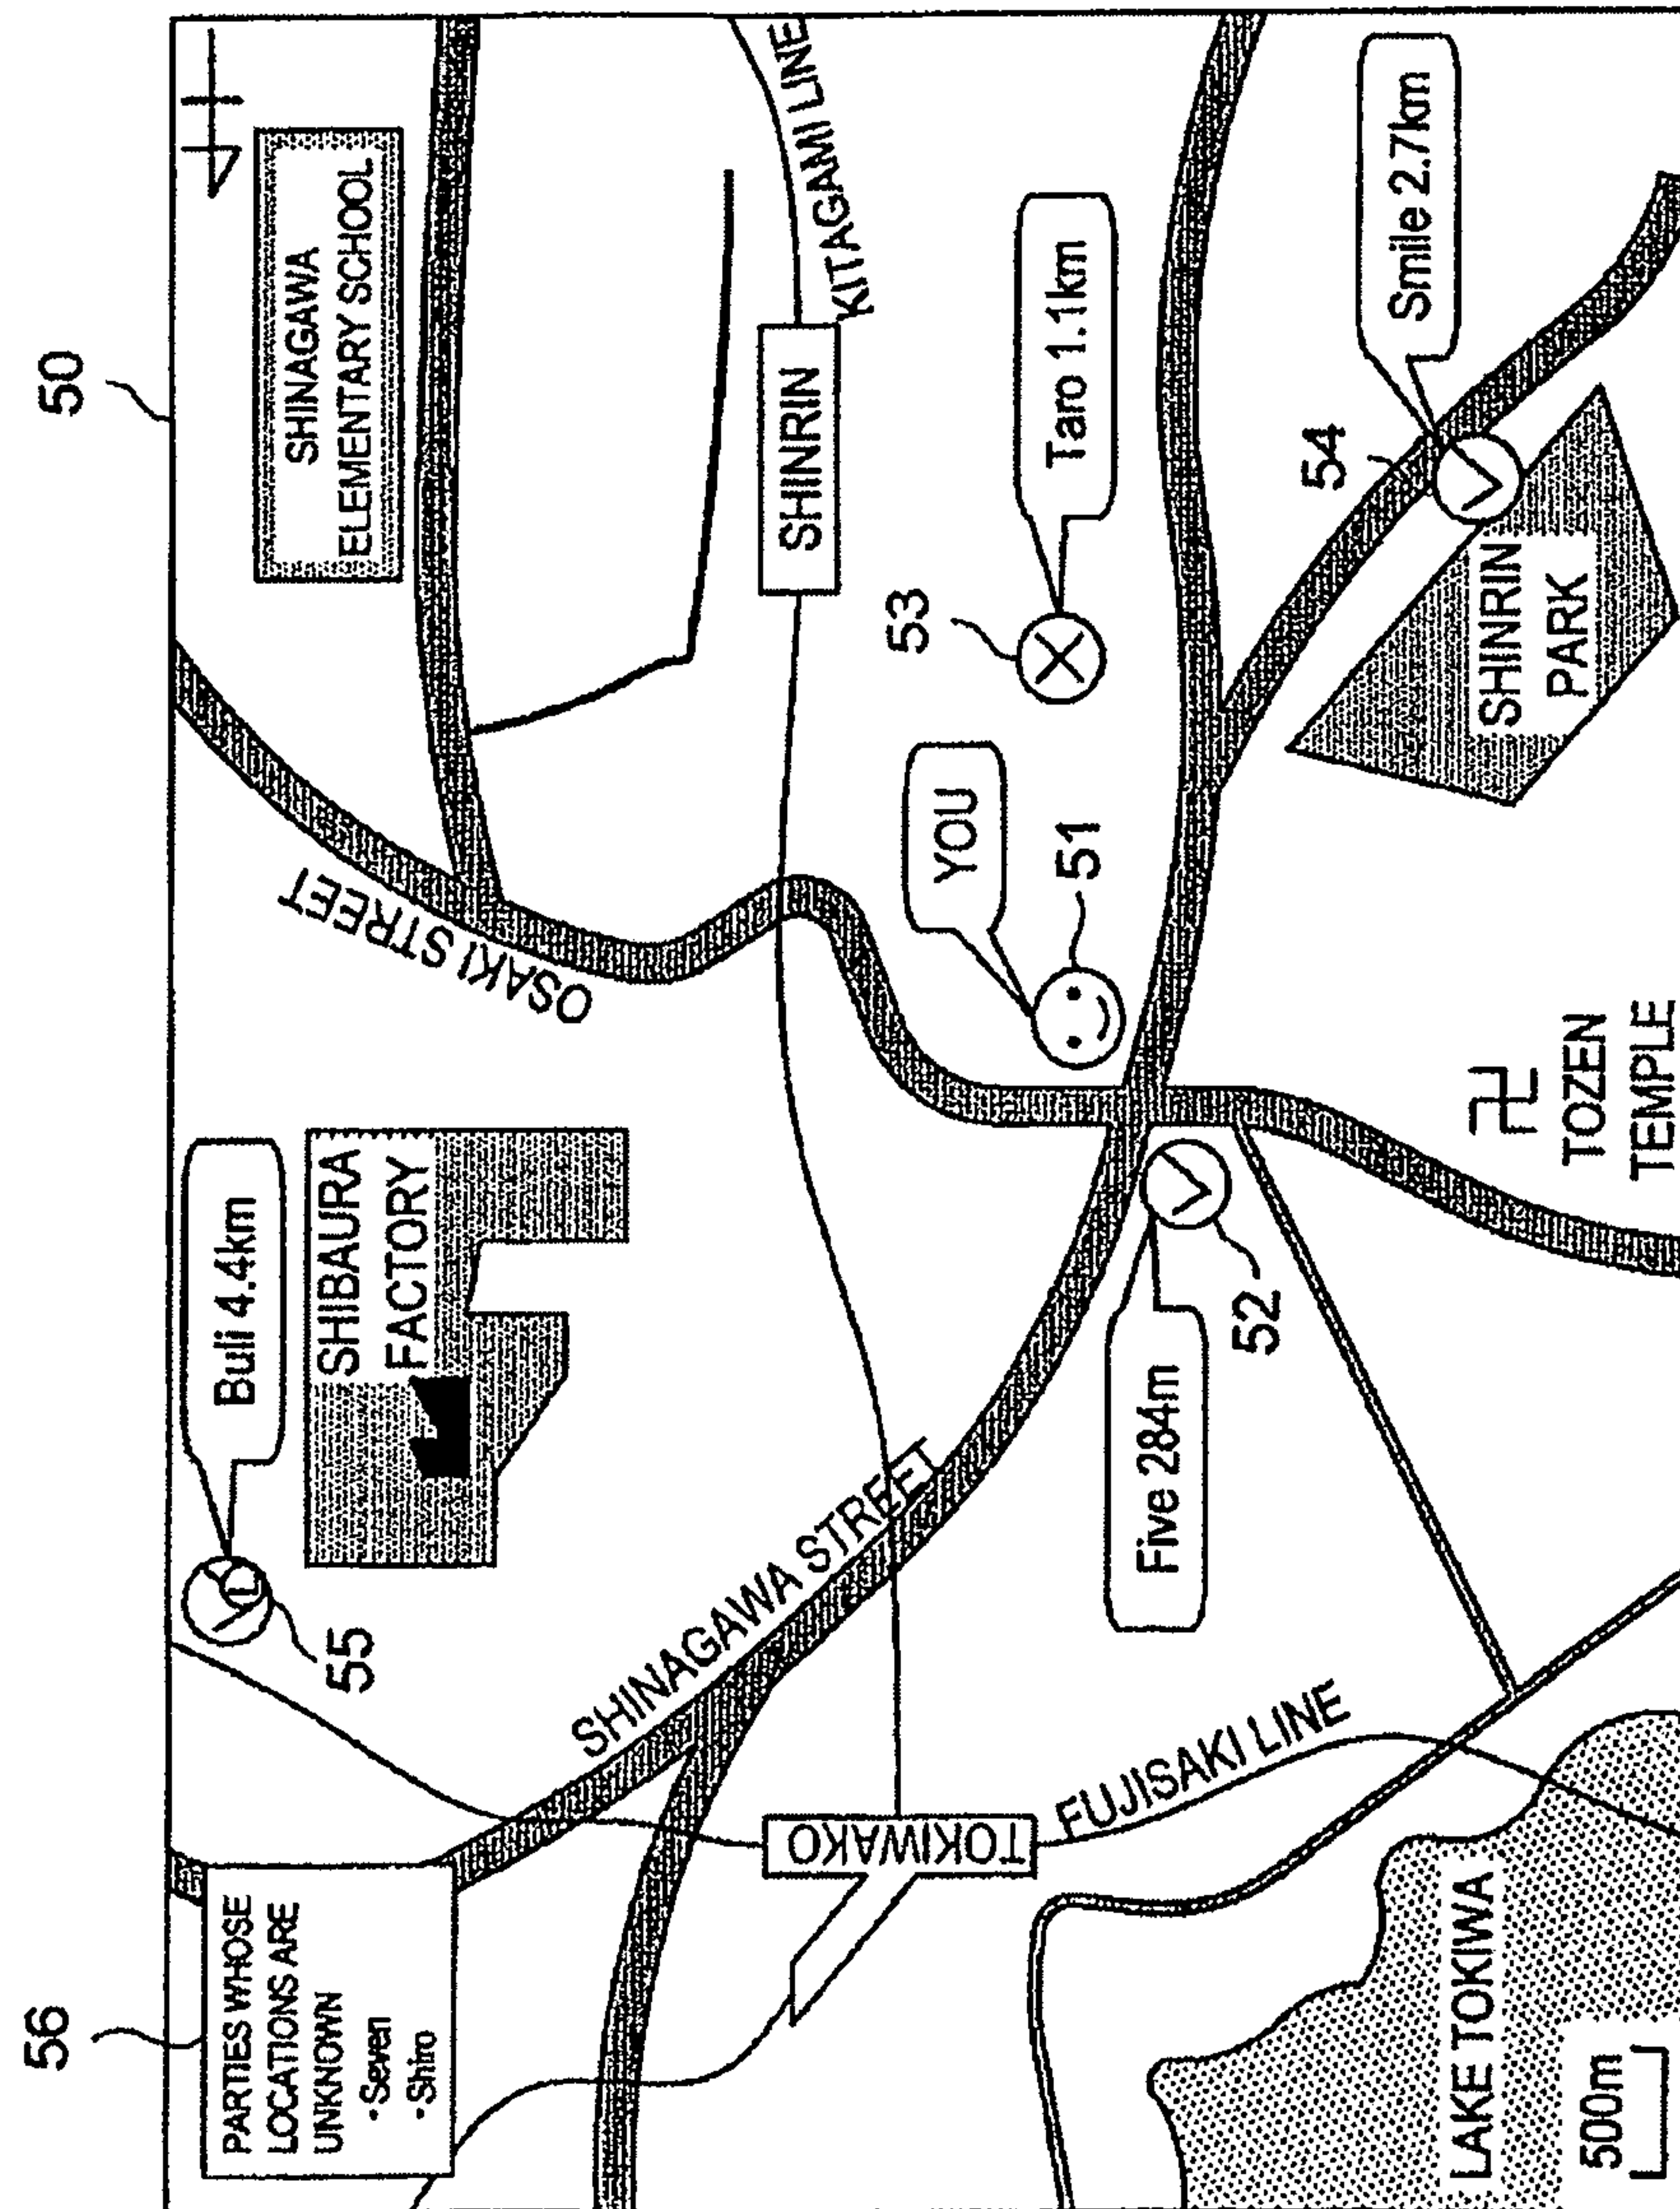 50
56
PARTIES WHOSE
LOCATIONS ARE
UNKNOWN
・Seven
・Shiro
55
Buli 4.4km
SHIBAURA
FACTORY
OSAKI STREET
SHINAGAWA
ELEMENTARY SCHOOL
SHINAGAWA STREET
SHINRIN
KITAGAMI LINE
TOKIWAKO
FUJISAKI LINE
YOU
51
53
Taro 1.1km
Five 284m
52
54
Smile 2.7km
SHINRIN
PARK
卍
TOZEN
TEMPLE
LAKE TOKIWA
500m